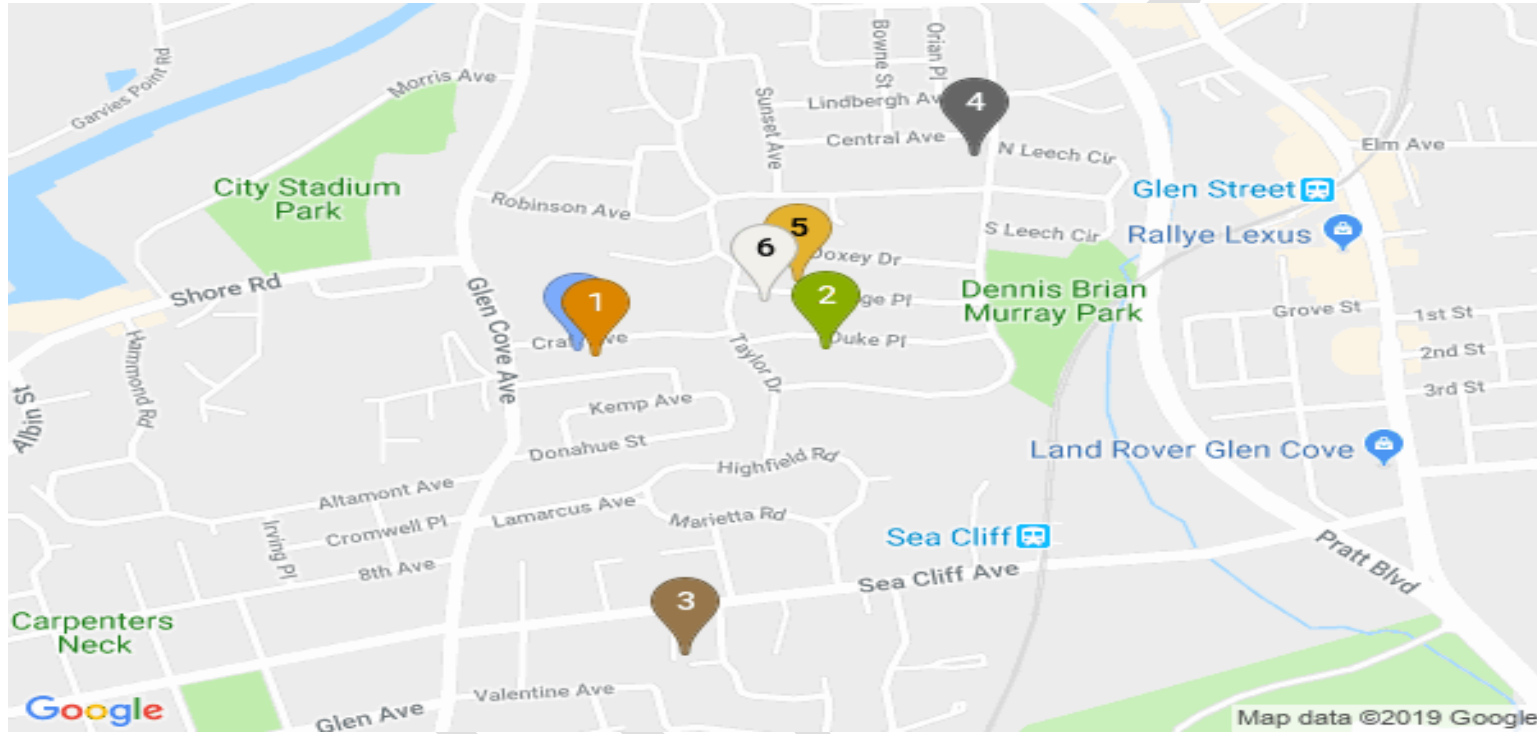 Garvies Point Rd
Morris Ave
Sunset Ave
Bowne St
Orian Pl
Lindbergh Av
4
Central Ave
N Leech Cir
Elm Ave
City Stadium
Park
Robinson Ave
Glen Street
S Leech Cir
Rallye Lexus
5
6
Doxey Dr
Shore Rd
Glen Cove Ave
1
2
ge Pl
Dennis Brian
Murray Park
Grove St
1st St
Hammond Rd
Cra
ve
Taylor Dr
Duke Pl
2nd St
3rd St
Albin St
Kemp Ave
Donahue St
Highfield Rd
Land Rover Glen Cove
Altamont Ave
Lamarcus Ave
Marietta Rd
Cromwell Pl
Irving Pl
8th Ave
Sea Cliff
Sea Cliff Ave
Pratt Blvd
3
Carpenters
Neck
Valentine Ave
Glen Ave
Google
Map data ©2019 Google